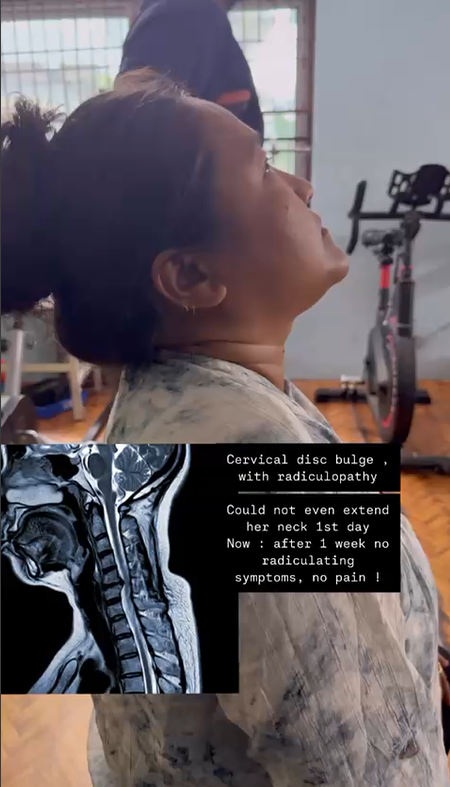 Cervical disc bulge ,
with radiculopathy
Could not even extend
her neck 1st day
Now : after 1 week no
radiculating
symptoms, no pain !